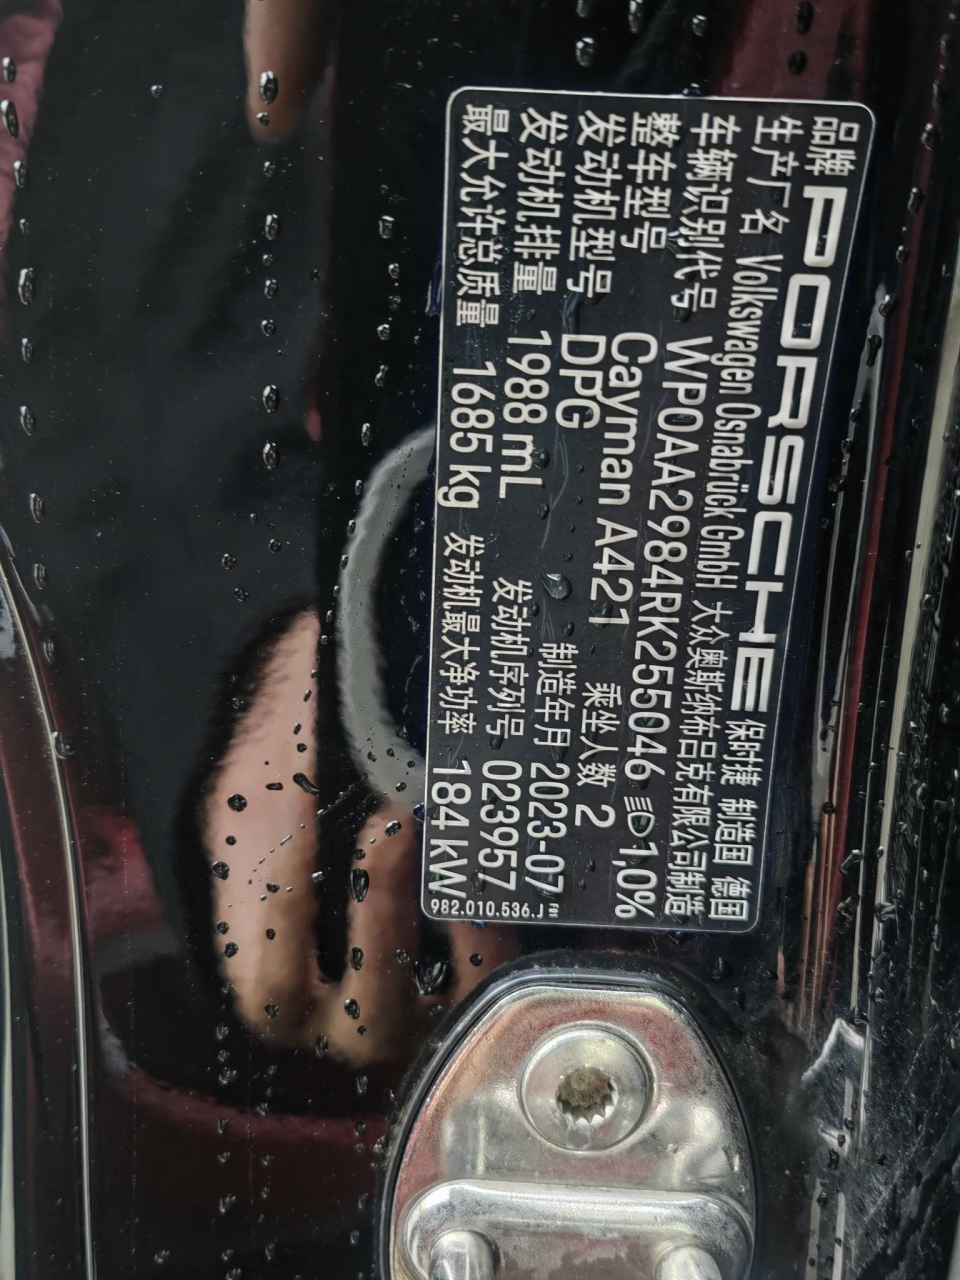 品牌 PORSCHE 保时捷 制造国 德国
生产厂名 Volkswagen Osnabrück GmbH 大众奥斯纳布吕克有限公司制造
车辆识别代号 WP0AA2984RK255046 1,0%
整车型号 Cayman A421 乘坐人数 2
发动机型号 DPG 制造年月 2023-07
发动机排量 1988 mL 发动机序列号 023957
最大允许总质量 1685 kg 发动机最大净功率 184 kW
982.010.536.J